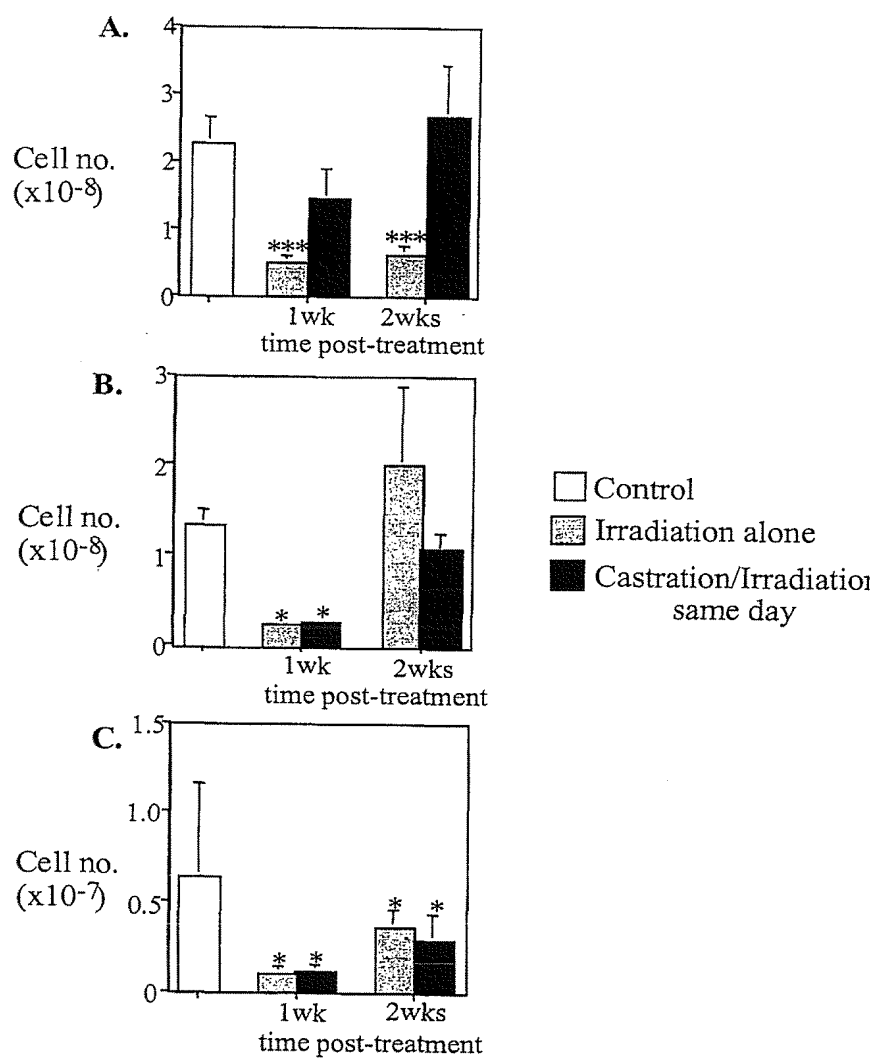 A.
4
3
2
1
0
Cell no.
(x10-8)
***
***
1wk
2wks
time post-treatment
B.
3
2
1
0
Cell no.
(x10-8)
*
*
1wk
2wks
time post-treatment
Control
Irradiation alone
Castration/Irradiation
same day
C.
1.5
1.0
0.5
0
Cell no.
(x10-7)
*
*
*
*
1wk
2wks
time post-treatment